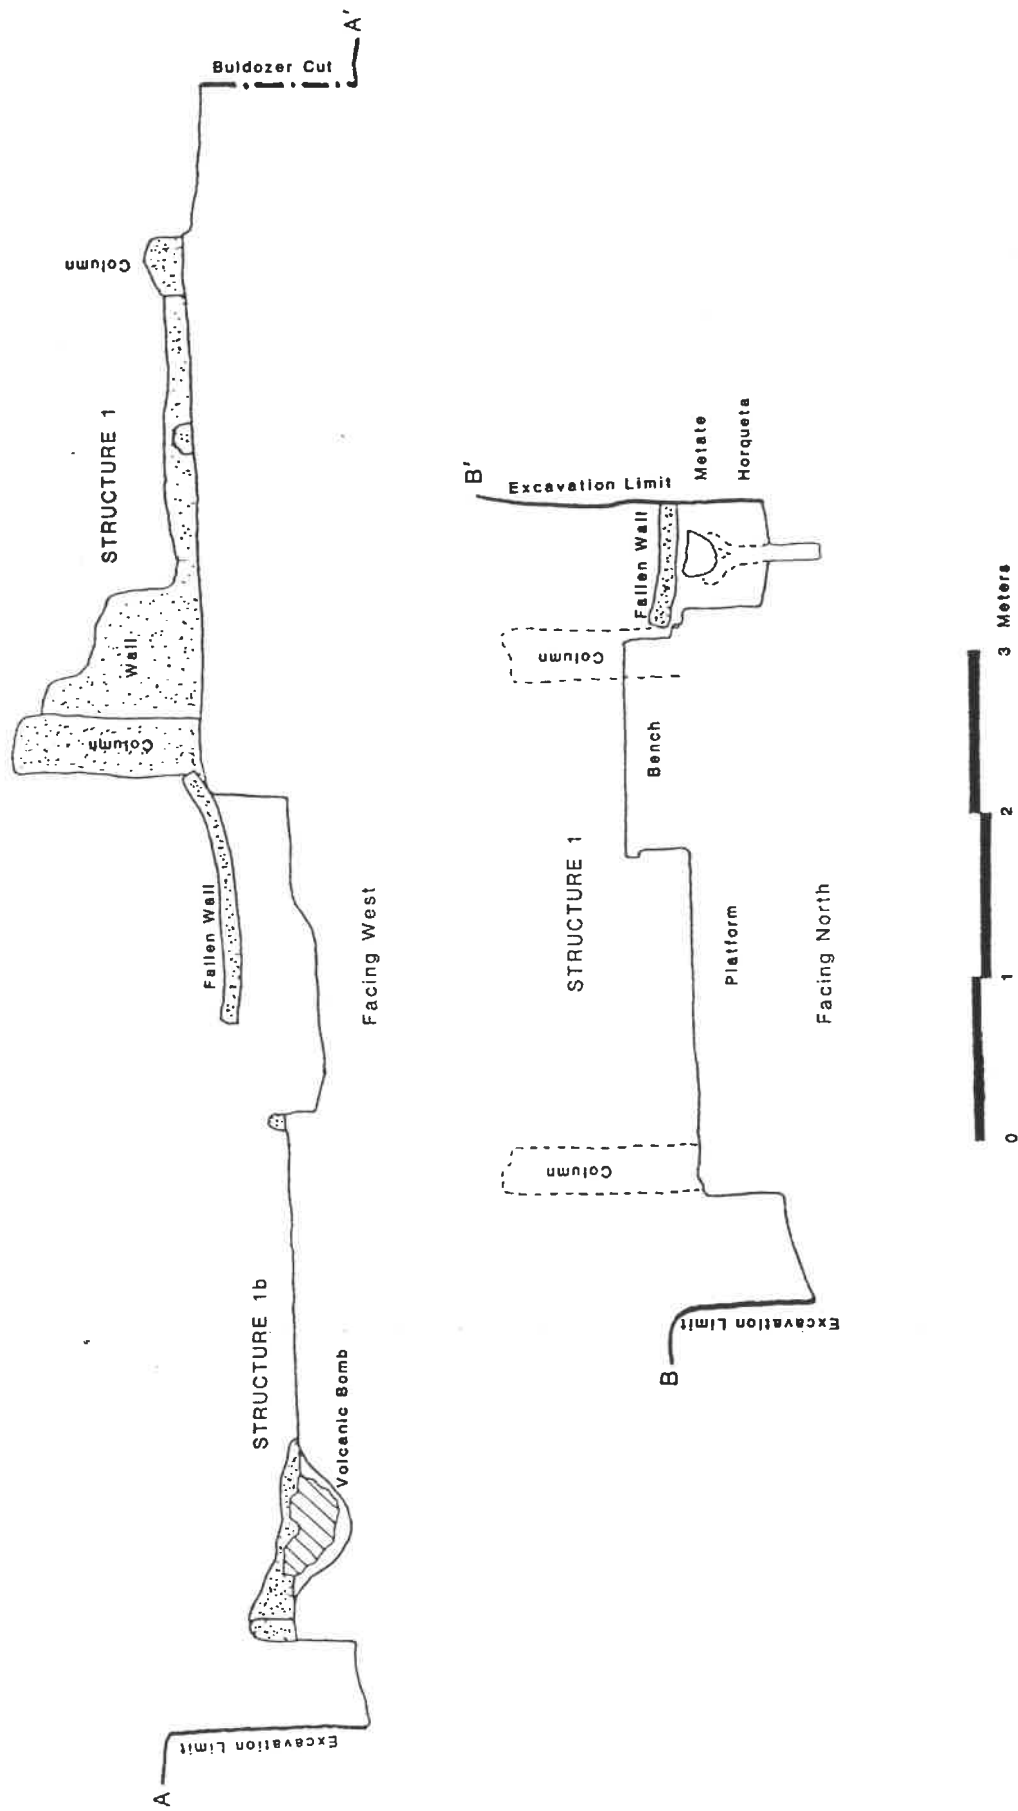 A
Excavation Limit
STRUCTURE 1b
Volcanic Bomb
Fallen Wall
Facing West
Column
Wall
STRUCTURE 1
Column
Buldozer Cut
A'
B
Excavation Limit
Column
STRUCTURE 1
Platform
Facing North
Bench
Column
Fallen Wall
Excavation Limit
B'
Metate
Horqueta
0 1 2 3 Meters